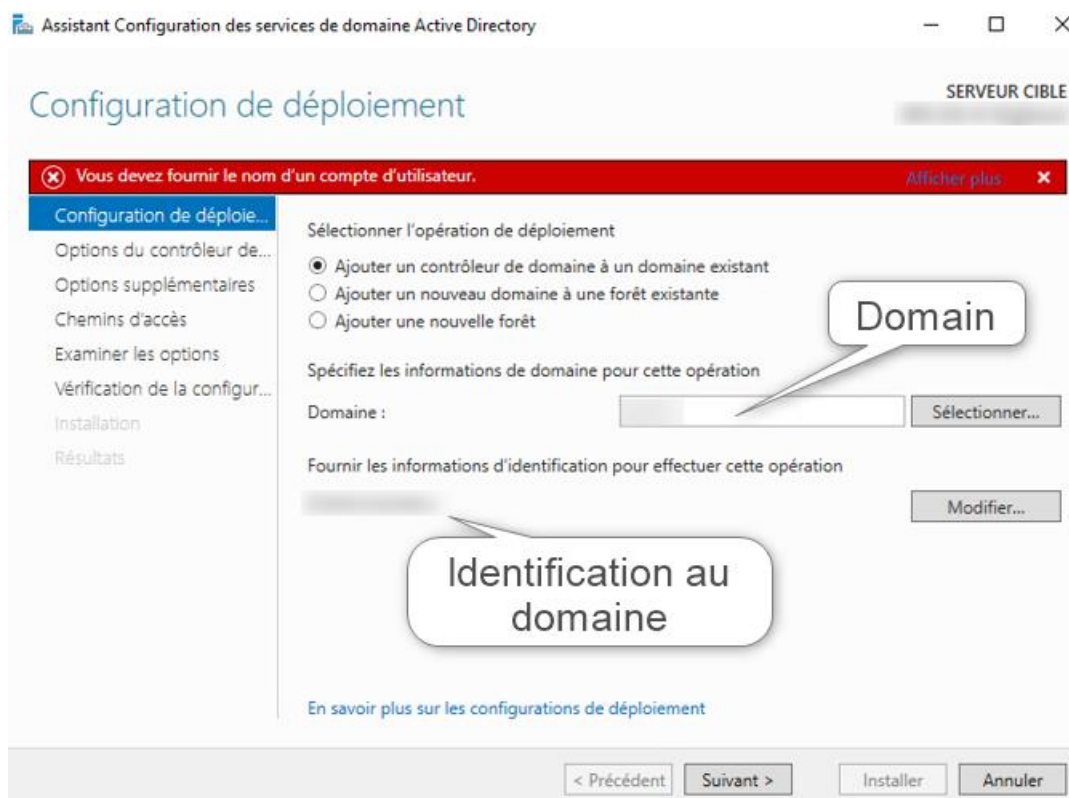 Assistant Configuration des services de domaine Active Directory
Configuration de déploiement
SERVEUR CIBLE
Vous devez fournir le nom d'un compte d'utilisateur.
Afficher plus
Configuration de déploie...
Options du contrôleur de...
Options supplémentaires
Chemins d'accès
Examiner les options
Vérification de la configur...
Installation
Résultats
Sélectionner l'opération de déploiement
Ajouter un contrôleur de domaine à un domaine existant
Ajouter un nouveau domaine à une forêt existante
Ajouter une nouvelle forêt
Domain
Spécifiez les informations de domaine pour cette opération
Domaine :
Sélectionner...
Fournir les informations d'identification pour effectuer cette opération
Modifier...
Identification au
domaine
En savoir plus sur les configurations de déploiement
< Précédent
Suivant >
Installer
Annuler